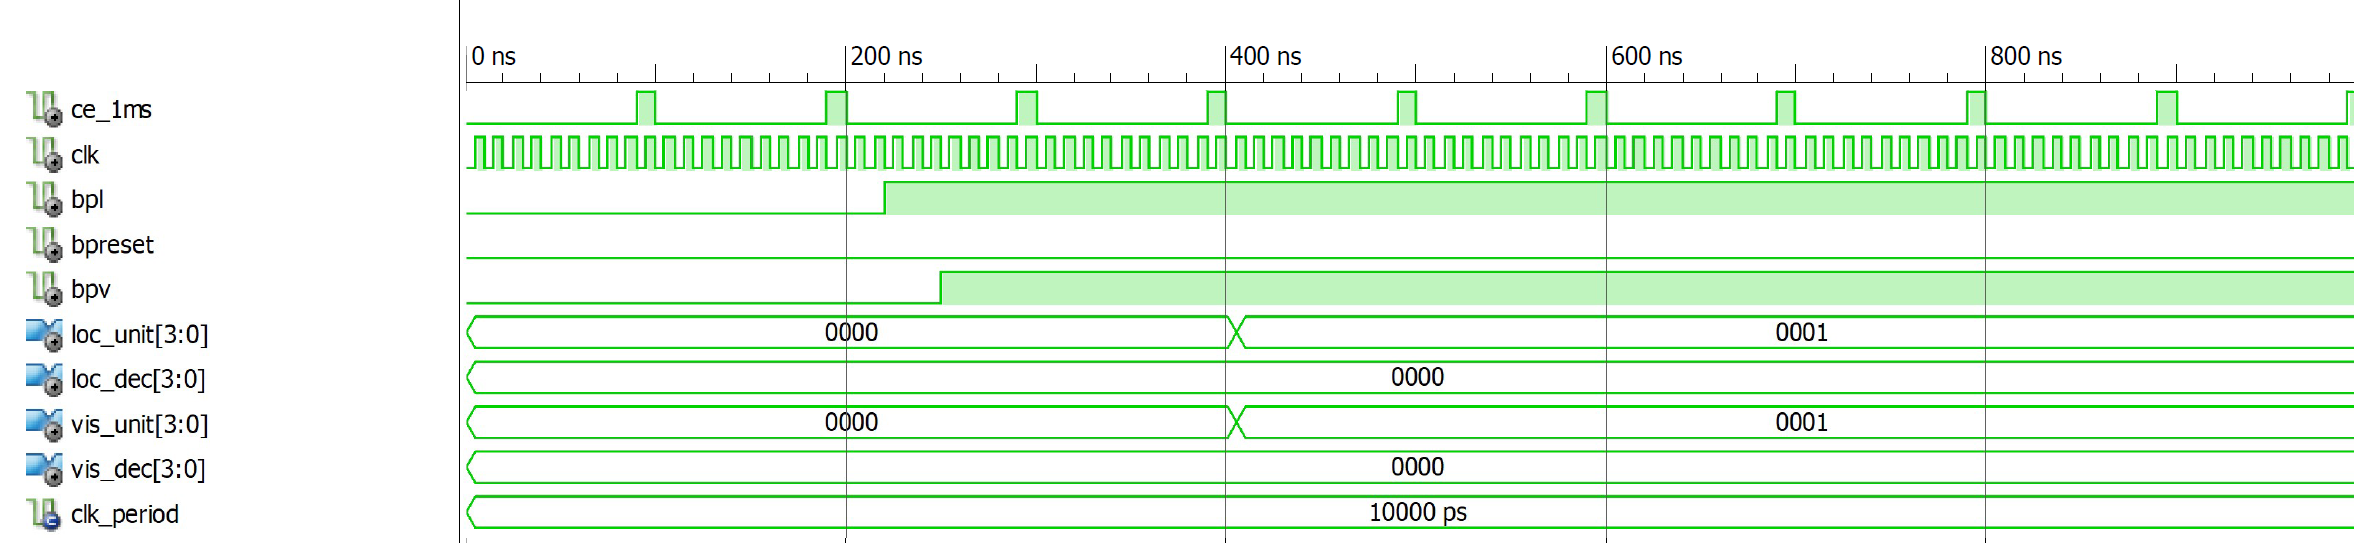 0 ns 200 ns 400 ns 600 ns 800 ns
ce_1ms
clk
bpl
bpreset
bpv
loc_unit[3:0] 0000 0001
loc_dec[3:0] 0000
vis_unit[3:0] 0000 0001
vis_dec[3:0] 0000
clk_period 10000 ps